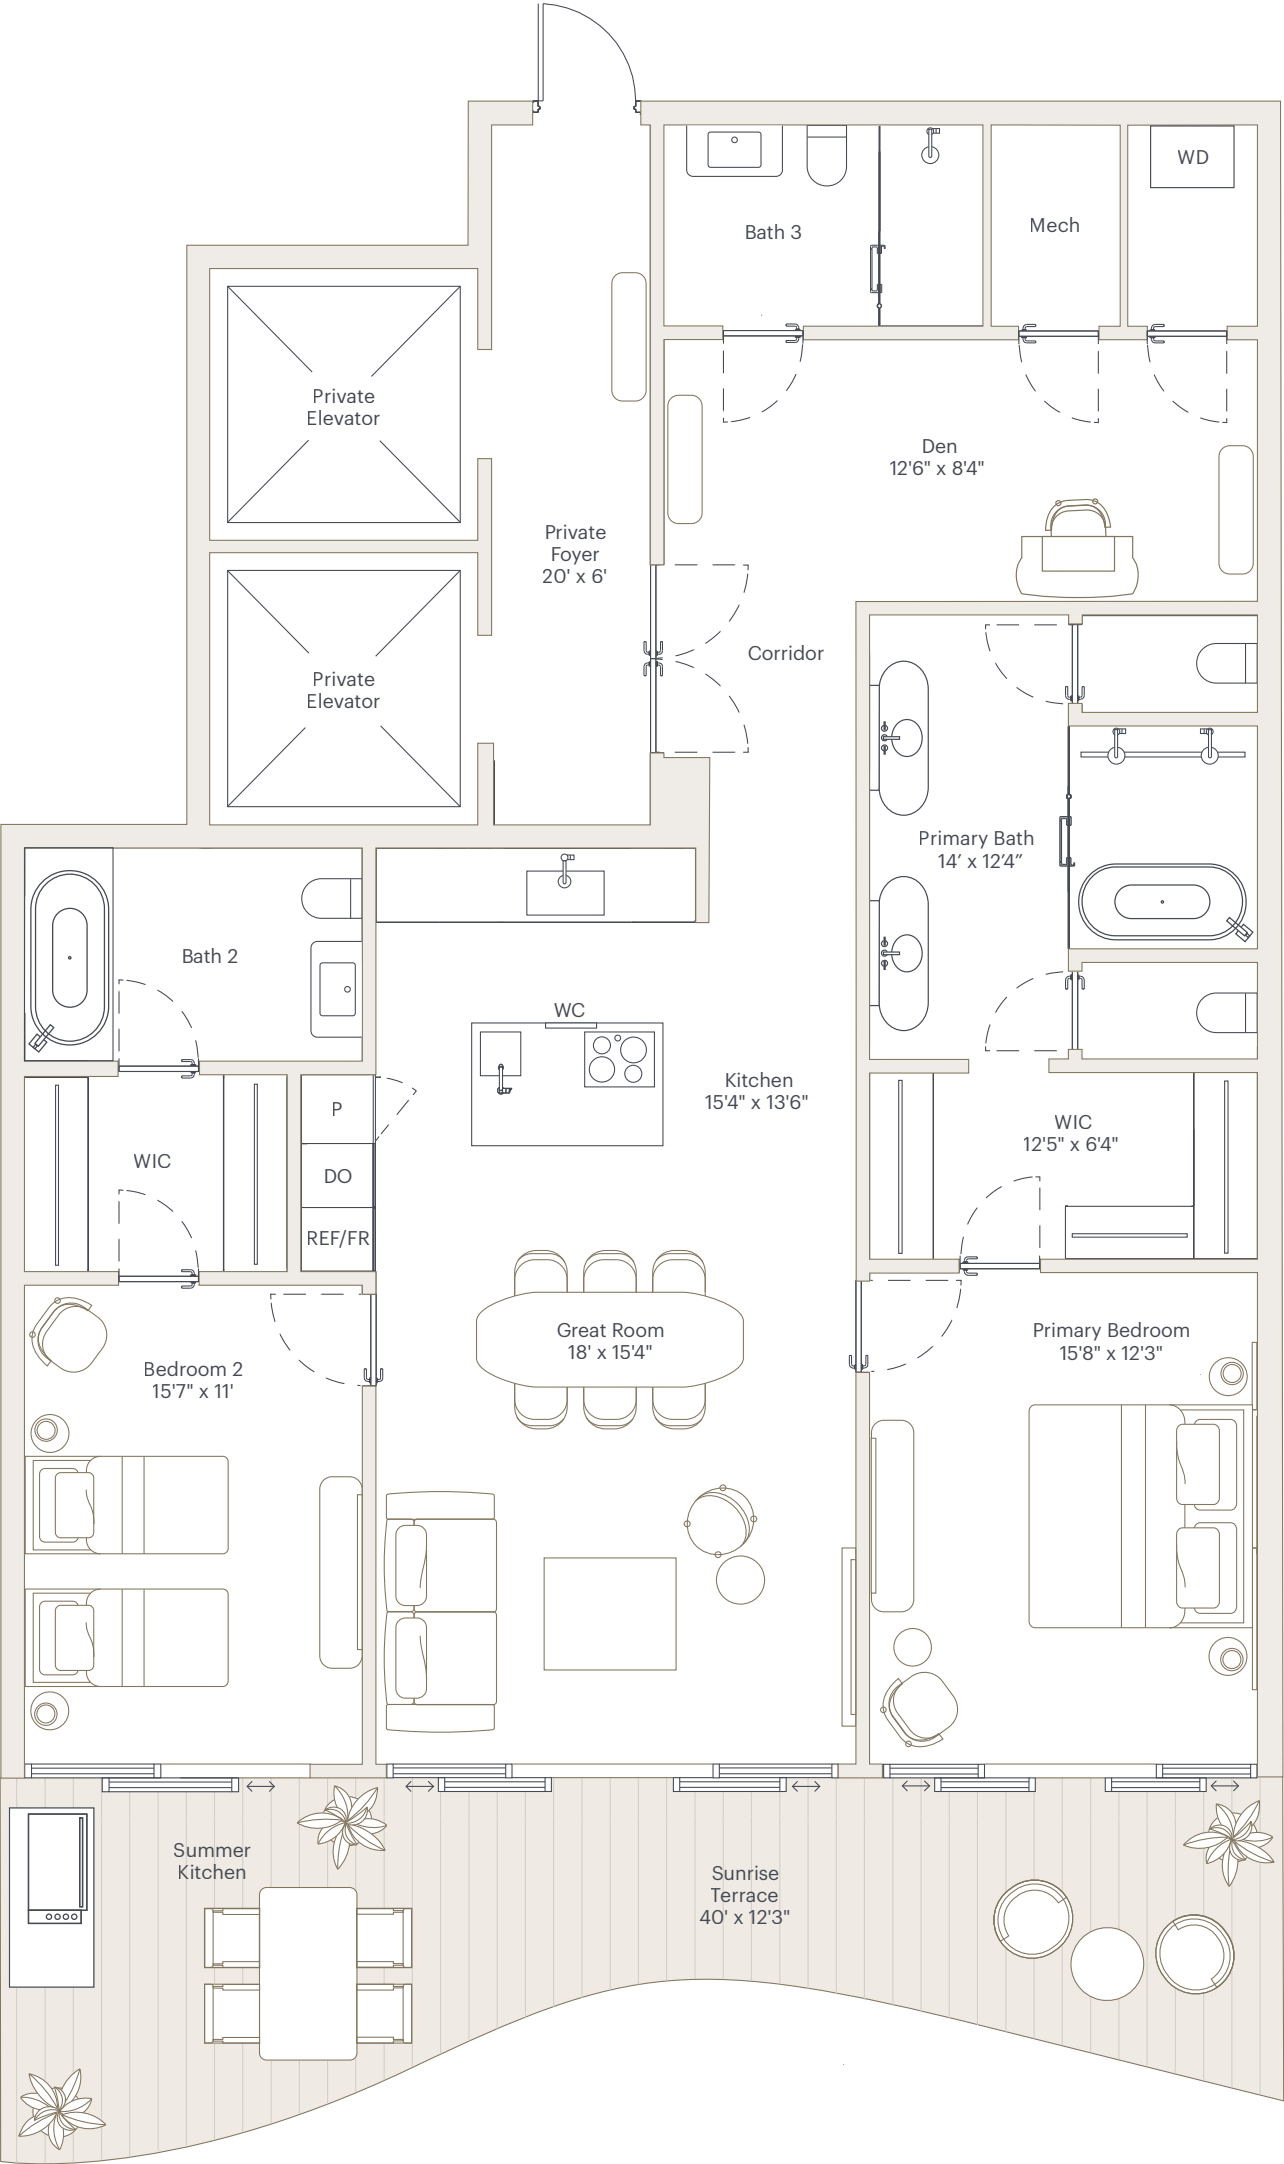 WD
Mech
Bath 3
Private
Elevator
Den
12'6" x 8'4"
Private
Foyer
20' x 6'
Corridor
Private
Elevator
Primary Bath
14’ x 12’4”
Bath 2
WC
Kitchen
15'4" x 13'6"
P
WIC
12'5" x 6'4"
WIC
DO
REF/FR
Great Room
18' x 15'4"
Primary Bedroom
15'8" x 12'3"
Bedroom 2
15'7" x 11'
Summer
Kitchen
Sunrise
Terrace
40' x 12'3"